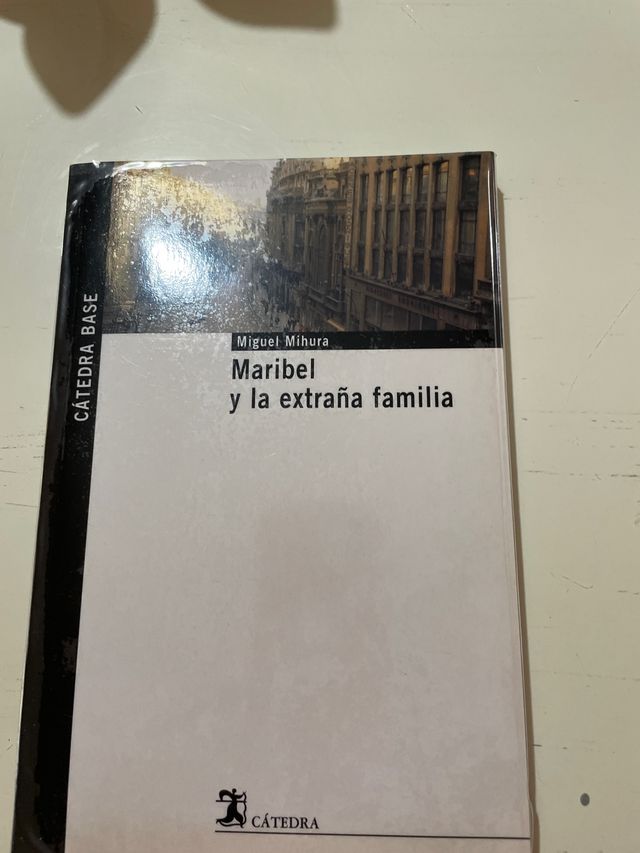 CÁTEDRA BASE
Miguel Mihura
Maribel
y la extraña familia
CÁTEDRA